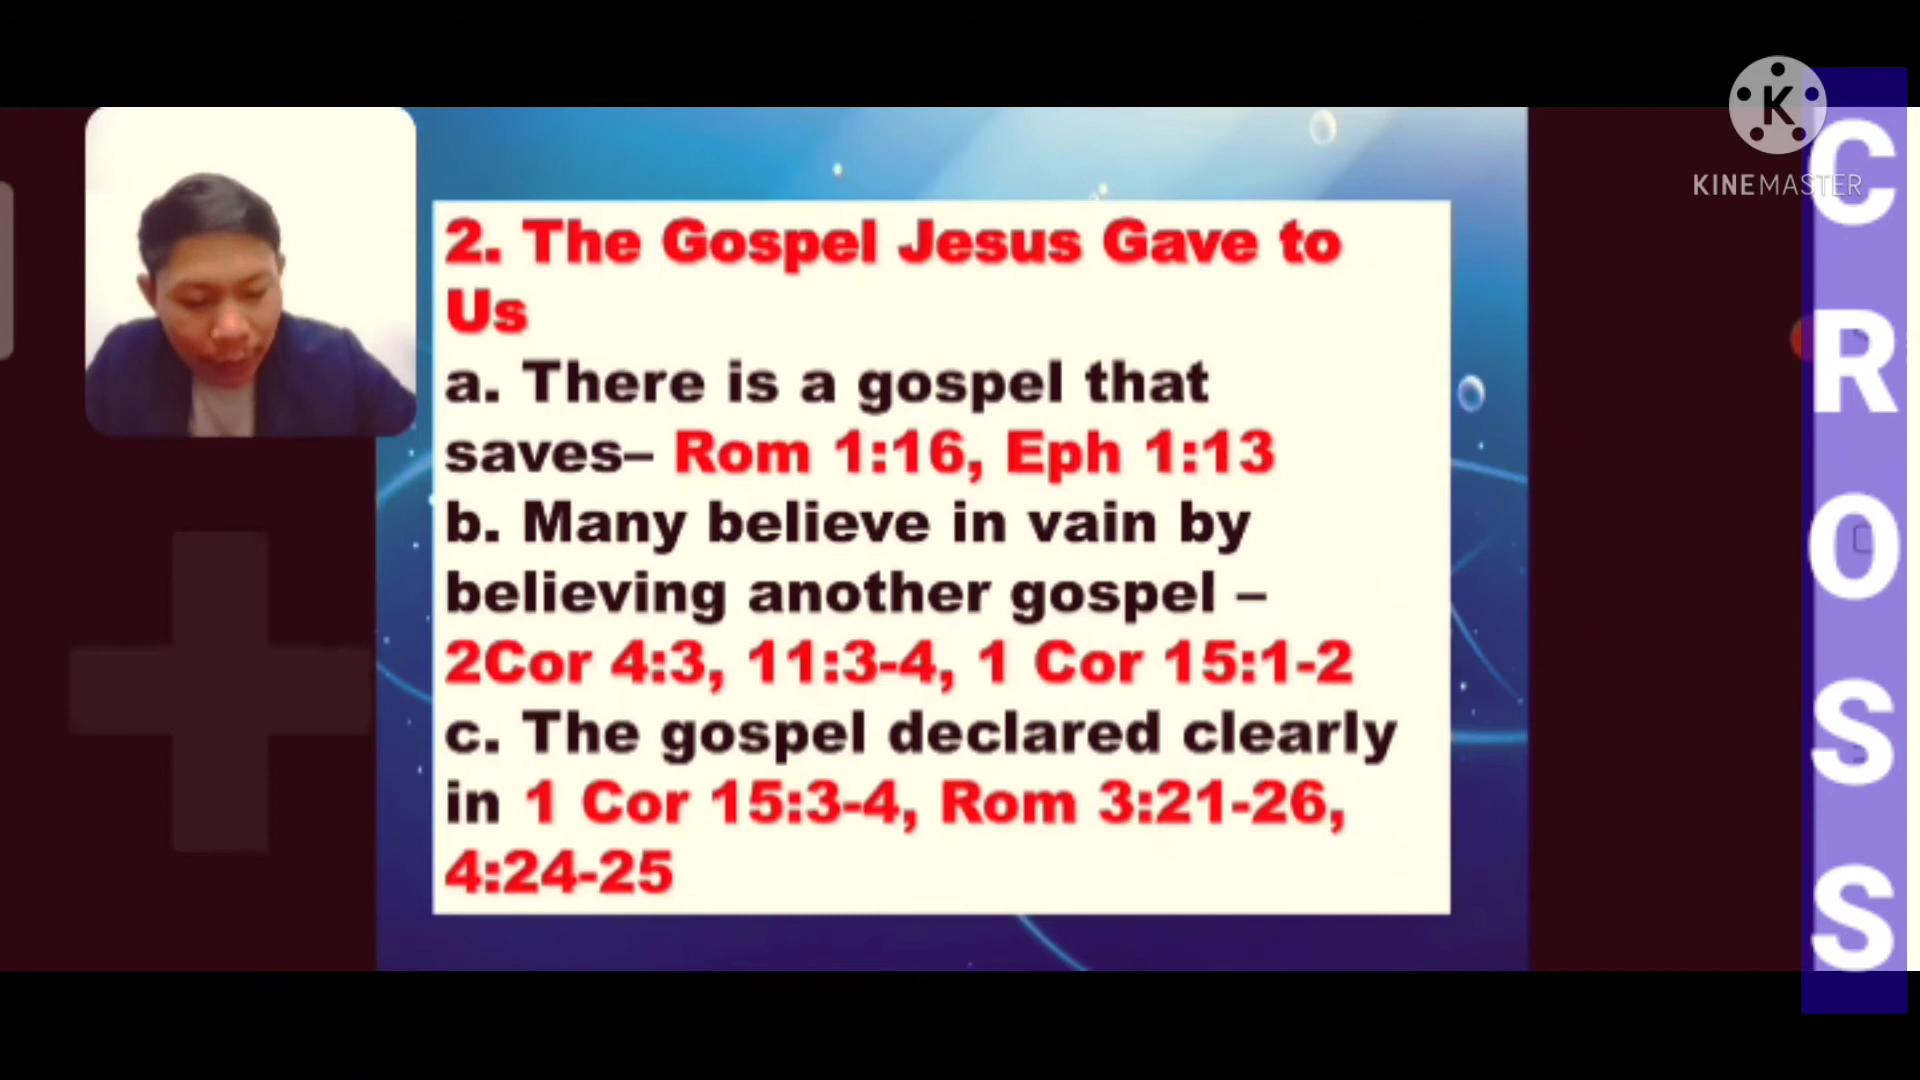 2. The Gospel Jesus Gave to
Us
a. There is a gospel that
saves– Rom 1:16, Eph 1:13
b. Many believe in vain by
believing another gospel –
2Cor 4:3, 11:3-4, 1 Cor 15:1-2
c. The gospel declared clearly
in 1 Cor 15:3-4, Rom 3:21-26,
4:24-25
K
KINEMASTER
C
R
O
S
S